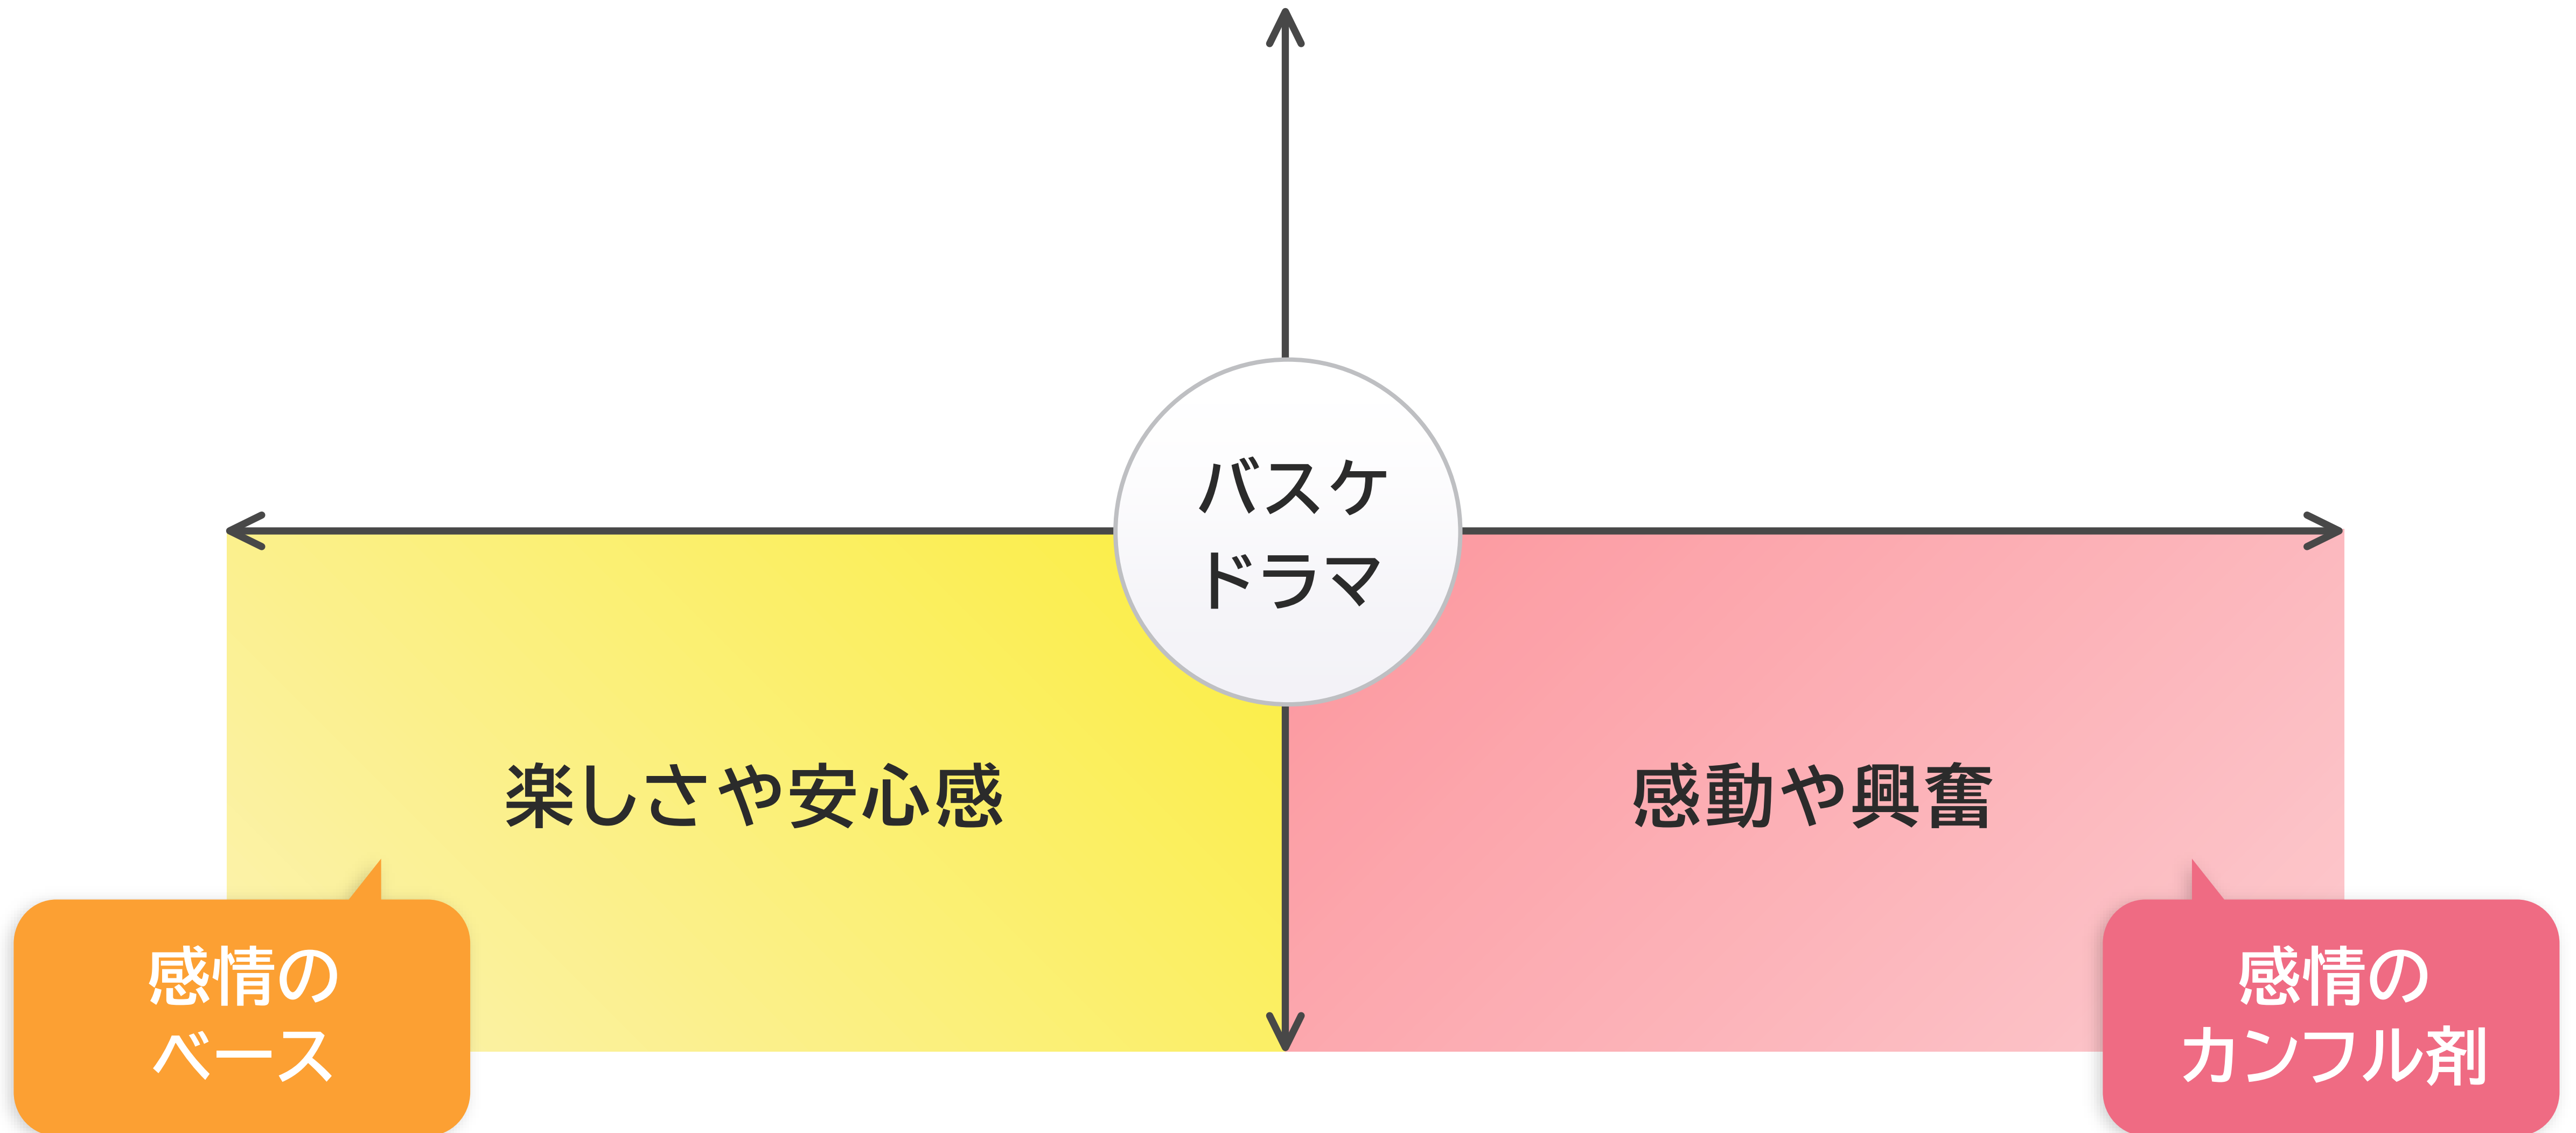 バスケ
ドラマ
楽しさや安心感
感動や興奮
感情の
ベース
感情の
カンフル剤